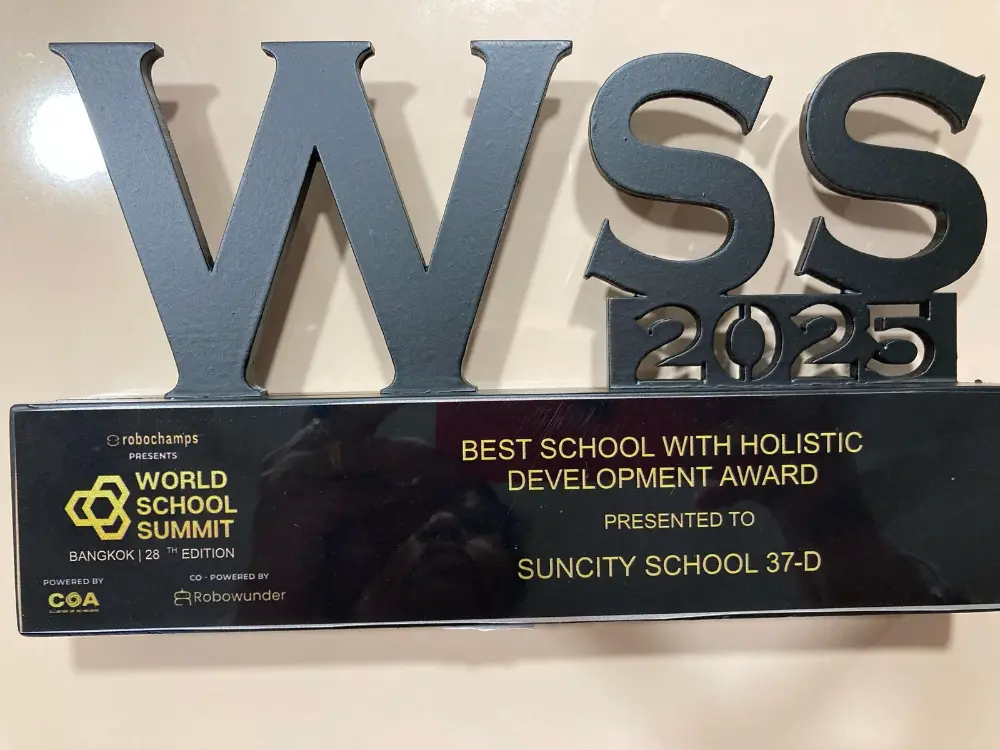 WSS
2025
robochamps
PRESENTS
WORLD
SCHOOL
SUMMIT
BANGKOK | 28 TH EDITION
POWERED BY
COA
CO - POWERED BY
Robowunder
BEST SCHOOL WITH HOLISTIC
DEVELOPMENT AWARD
PRESENTED TO
SUNCITY SCHOOL 37-D